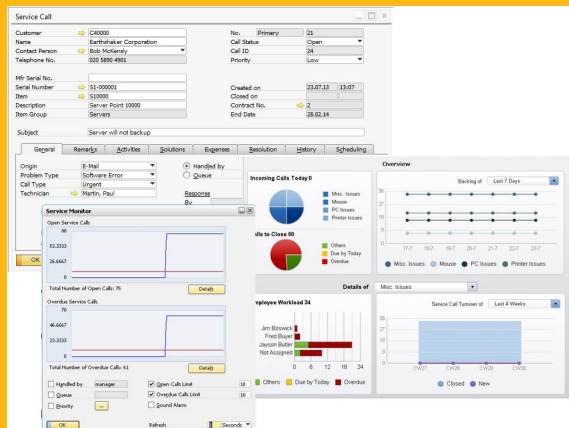 Service Call
Customer C40000 No. Primary 21
Name Earthshaker Corporation Call Status Open
Contact Person Bob McKensly Call ID 24
Telephone No. 020 5890 4901 Priority Low
Mfr Serial No.
Serial Number S1-000001 Created on 23.07.13 13:07
Item S10000 Closed on
Description Server Point 10000 Contract No. 2
Item Group Servers End Date 28.02.14
Subject Server will not backup
General Remarks Activities Solutions Expenses Resolution History Scheduling
Origin E-Mail Handled by
Problem Type Software Error Queue
Call Type Urgent
Technician Martin, Paul Response
By
OK
Service Monitor
Open Service Calls
80
53.3333
26.6667
0
Total Number of Open Calls: 75 Details
Overdue Service Calls
70
46.6667
23.3333
0
Total Number of Overdue Calls: 61 Details
Handled by manager Open Calls Limit 10
Queue Overdue Calls Limit 10
Priority ... Sound Alarm
OK Refresh Seconds
Overview
Incoming Calls Today 0
Misc. Issues
Mouse
PC Issues
Printer Issues
alls to Close 60
Others
Due by Today
Overdue
Backlog of Last 7 Days
36
27
18
9
0
17-7 18-7 19-7 20-7 21-7 22-7 23-7
Misc. Issues Mouse PC Issues Printer Issues
Details of Misc. Issues
mployee Workload 34
Jim Boswick
Fred Buyer
Jayson Butler
Not Assigned
0 6 12 18 24
Others Due by Today Overdue
Service Call Turnover of Last 4 Weeks
36
27
18
9
0
CW27 CW28 CW29 CW30
Closed New